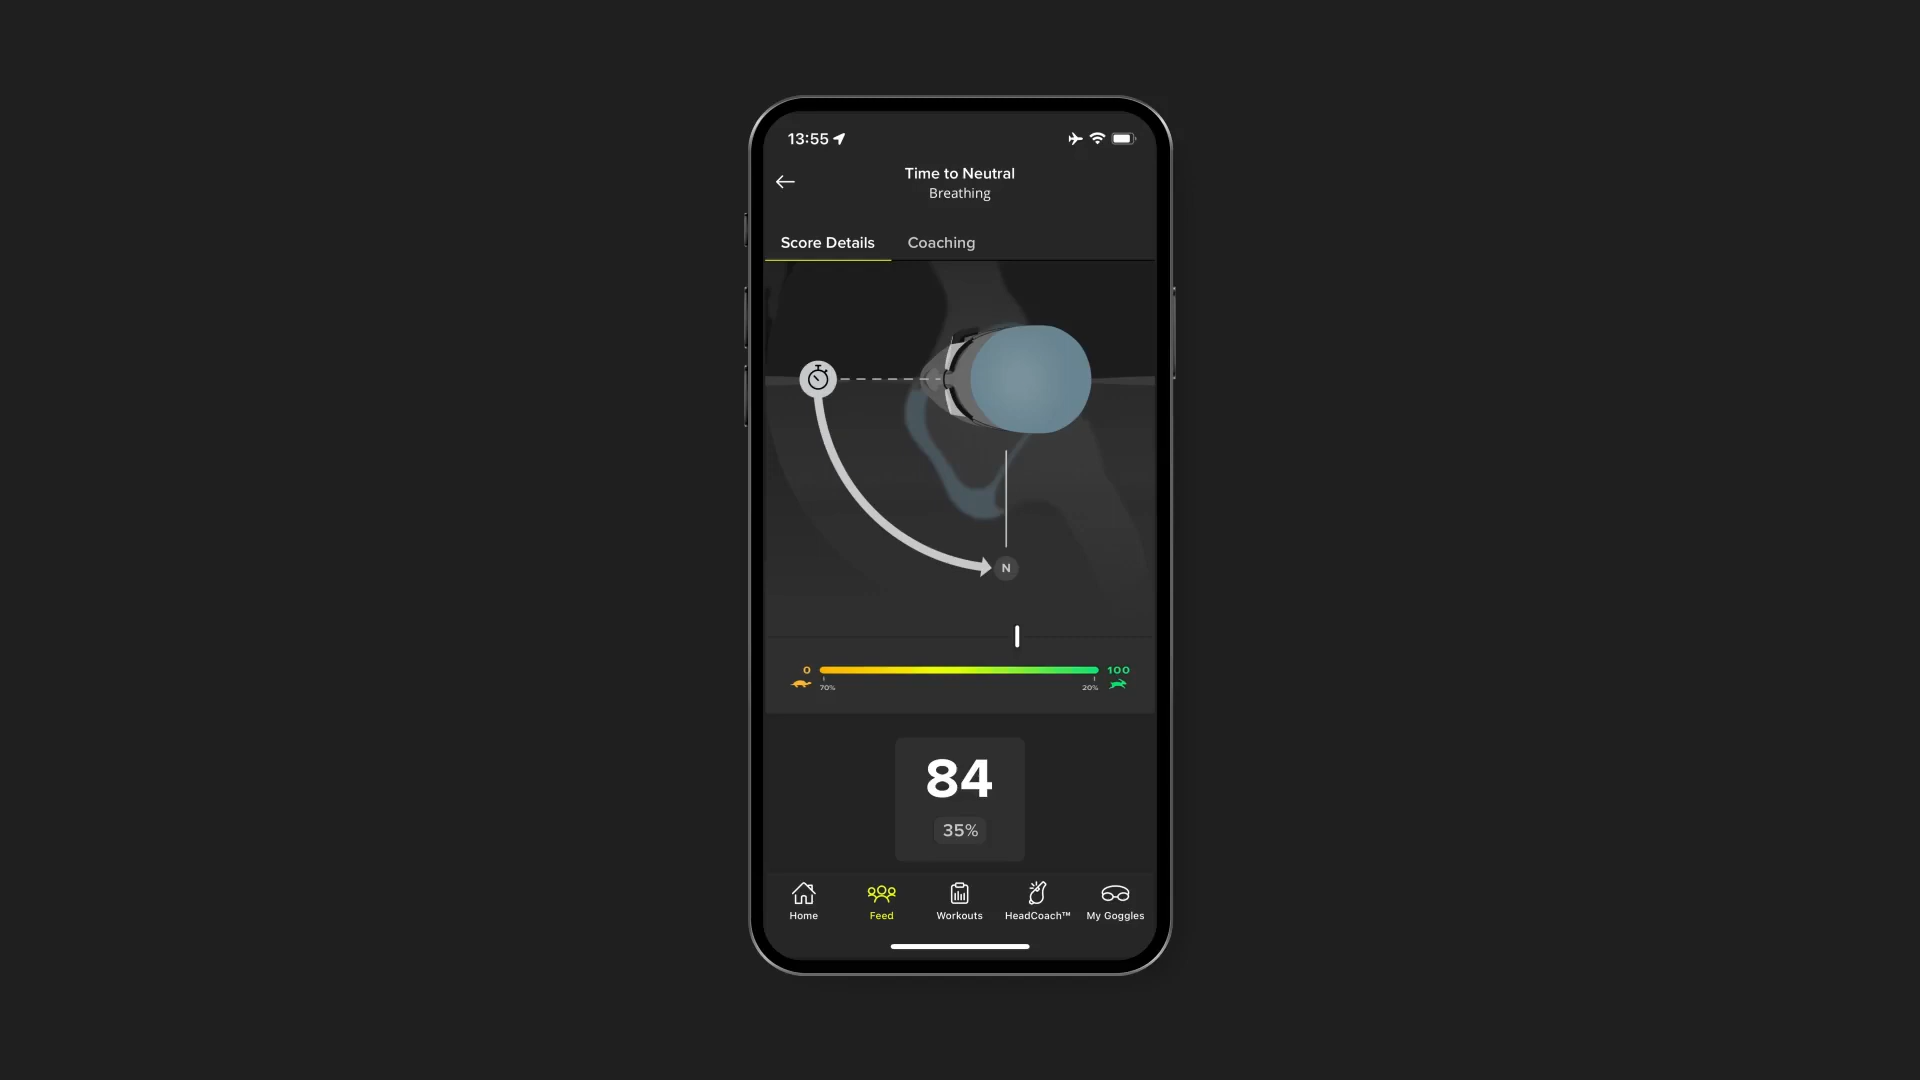 13:55
Time to Neutral
Breathing
Score Details
Coaching
N
0
100
70%
20%
84
35%
Home
Feed
Workouts
HeadCoach™
My Goggles